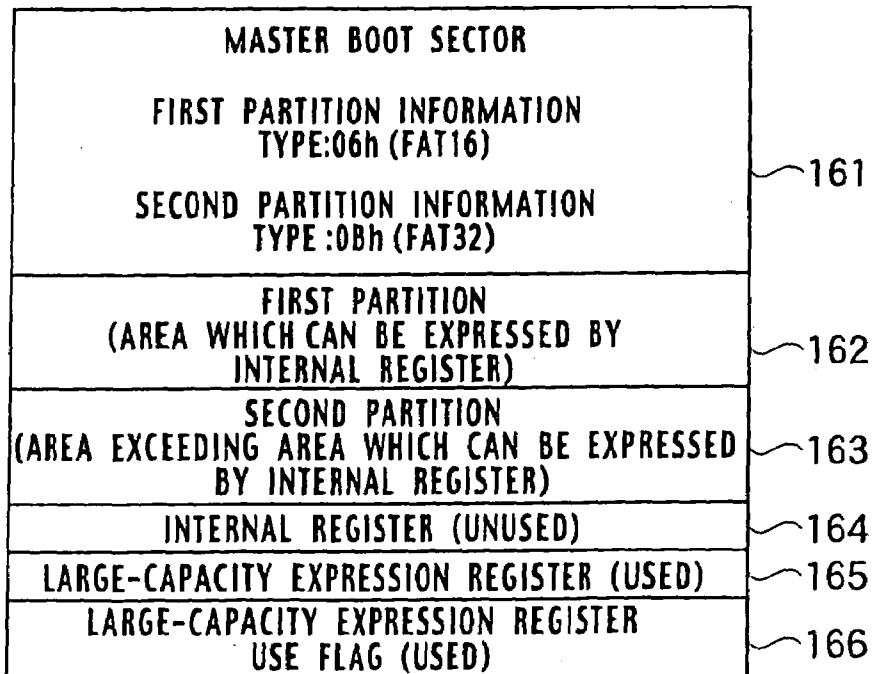 MASTER BOOT SECTOR
FIRST PARTITION INFORMATION
TYPE:06h (FAT16)
161
SECOND PARTITION INFORMATION
TYPE:0Bh (FAT32)
FIRST PARTITION
(AREA WHICH CAN BE EXPRESSED BY
162
INTERNAL REGISTER)
SECOND PARTITION
(AREA EXCEEDING AREA WHICH CAN BE EXPRESSED
163
BY INTERNAL REGISTER)
INTERNAL REGISTER (UNUSED)
164
LARGE-CAPACITY EXPRESSION REGISTER (USED)
165
LARGE-CAPACITY EXPRESSION REGISTER
166
USE FLAG (USED)